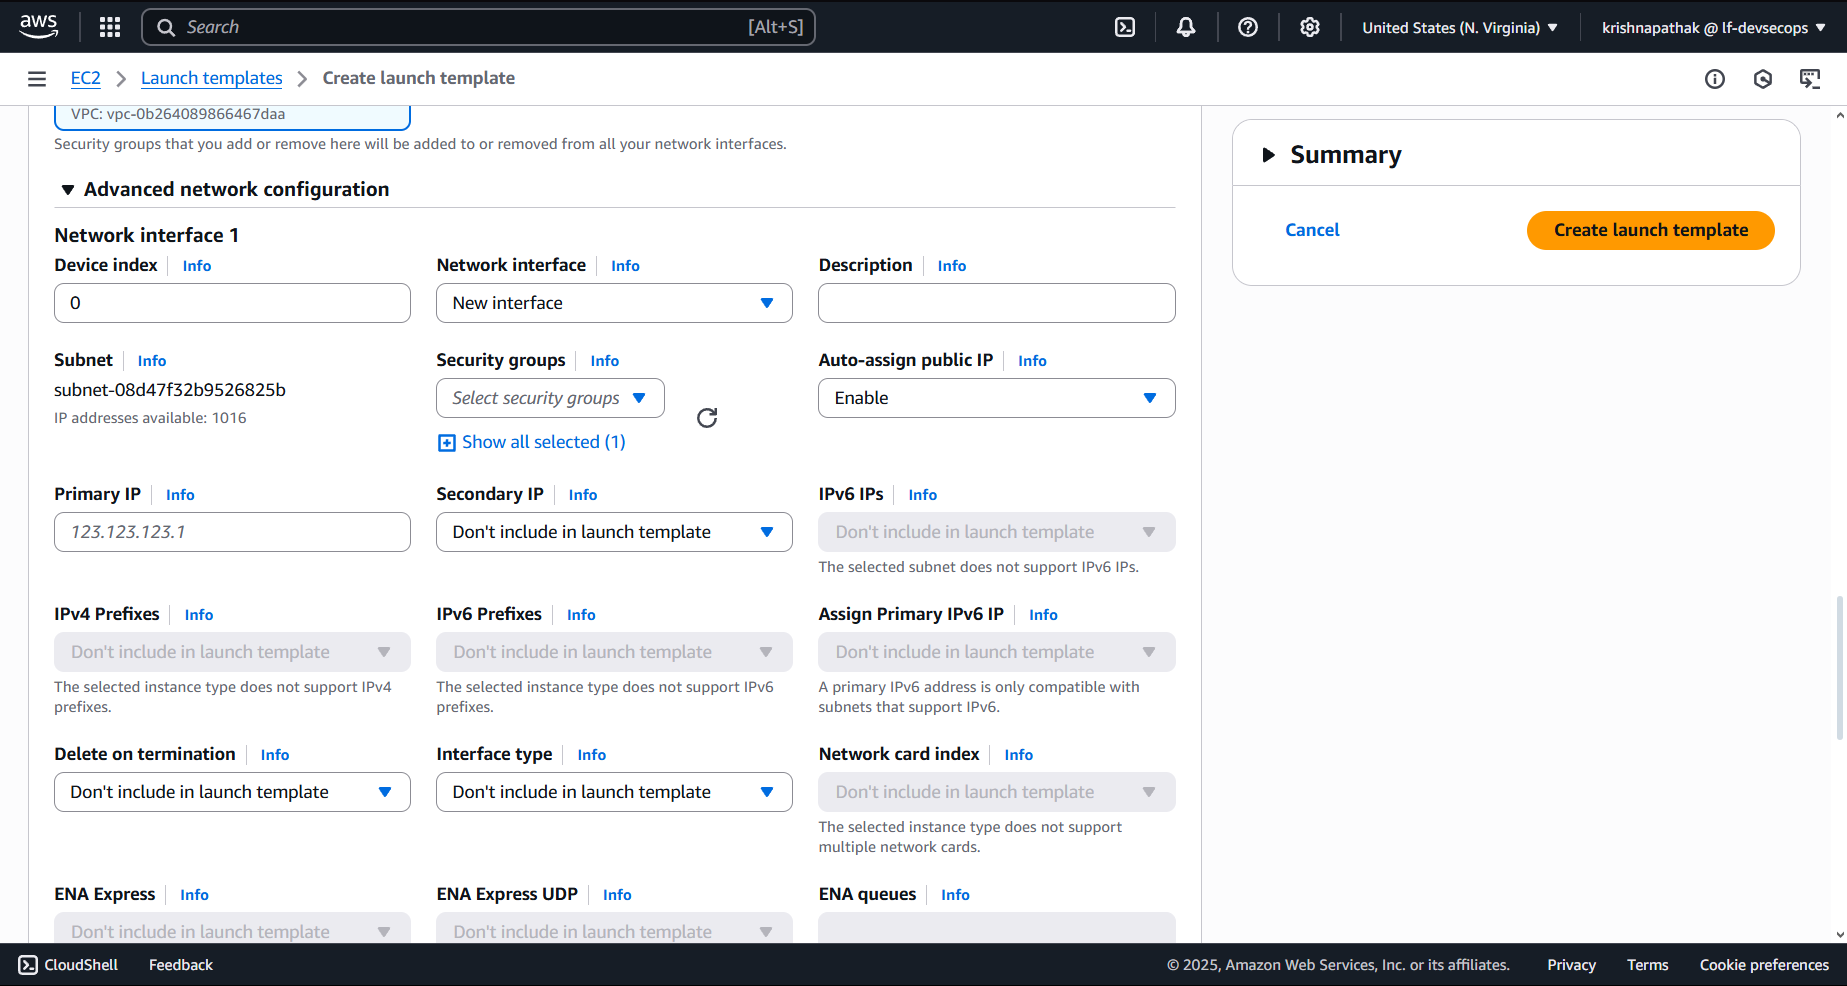 aws
Search [Alt+S]
United States (N. Virginia)
krishnapathak @ lf-devsecops
EC2
Launch templates
Create launch template
VPC: vpc-0b264089866467daa
Security groups that you add or remove here will be added to or removed from all your network interfaces.
Advanced network configuration
Network interface 1
Device index Info
0
Network interface Info
New interface
Description Info
Subnet Info
subnet-08d47f32b9526825b
IP addresses available: 1016
Security groups Info
Select security groups
Show all selected (1)
Auto-assign public IP Info
Enable
Primary IP Info
123.123.123.1
Secondary IP Info
Don't include in launch template
IPv6 IPs Info
Don't include in launch template
The selected subnet does not support IPv6 IPs.
IPv4 Prefixes Info
Don't include in launch template
The selected instance type does not support IPv4
prefixes.
IPv6 Prefixes Info
Don't include in launch template
The selected instance type does not support IPv6
prefixes.
Assign Primary IPv6 IP Info
Don't include in launch template
A primary IPv6 address is only compatible with
subnets that support IPv6.
Delete on termination Info
Don't include in launch template
Interface type Info
Don't include in launch template
Network card index Info
Don't include in launch template
The selected instance type does not support
multiple network cards.
ENA Express Info
Don't include in launch template
ENA Express UDP Info
Don't include in launch template
ENA queues Info
Summary
Cancel
Create launch template
CloudShell
Feedback
© 2025, Amazon Web Services, Inc. or its affiliates.
Privacy
Terms
Cookie preferences